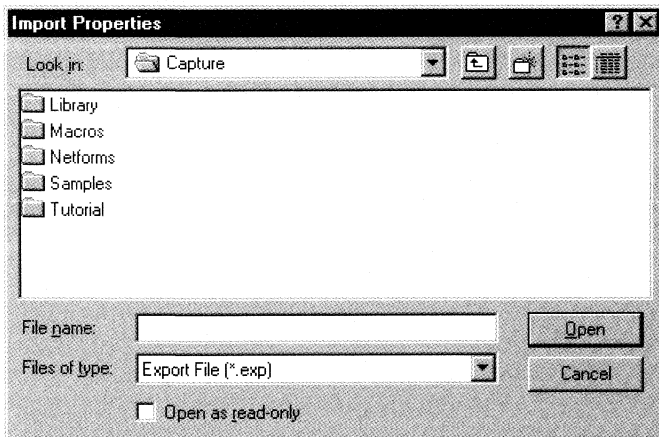 Import Properties
Look in: Capture
Library
Macros
Netforms
Samples
Tutorial
File name:
Open
Files of type: Export File (*.exp)
Cancel
Open as read-only